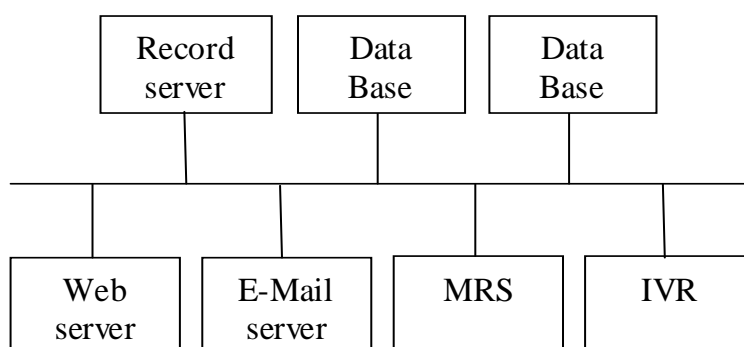 Record
server
Data
Base
Data
Base
Web
server
E-Mail
server
MRS
IVR